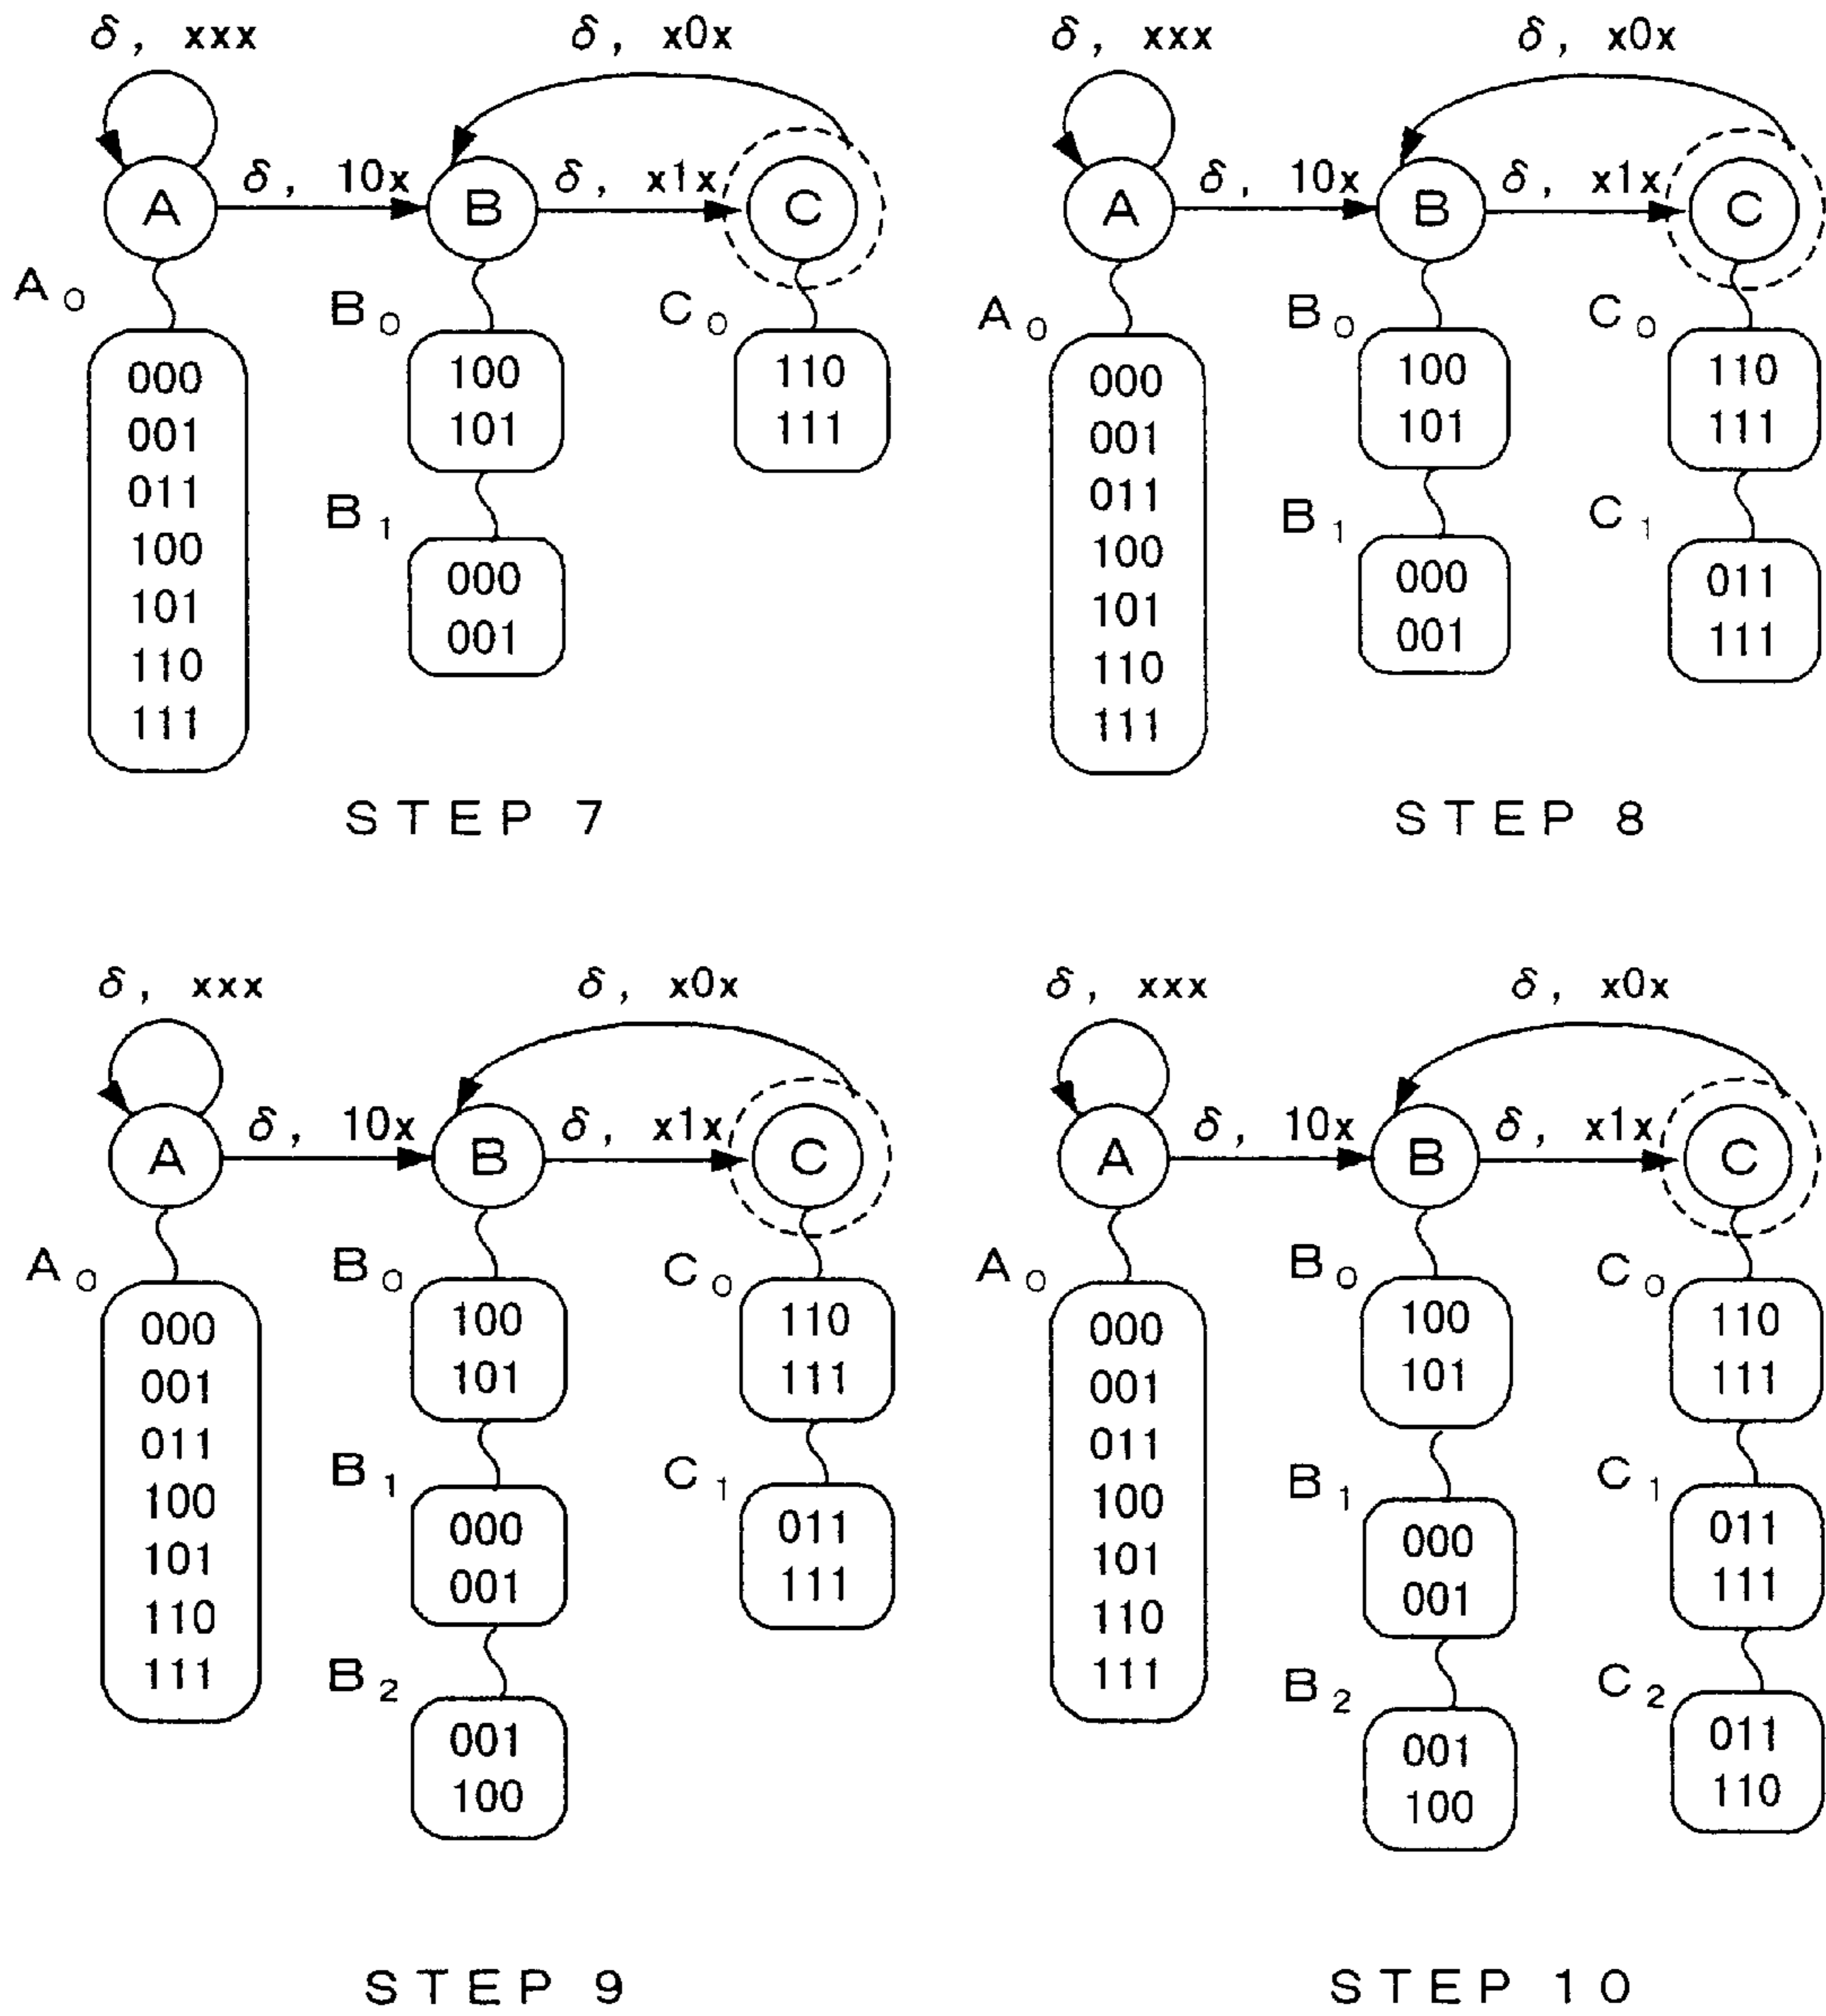 δ, xxx
δ, x0x
A
δ, 10x
B
δ, x1x
C
A0
B0
C0
000
001
011
100
101
110
111
100
101
110
111
B1
000
001
STEP 7
δ, xxx
δ, x0x
A
δ, 10x
B
δ, x1x
C
A0
B0
C0
000
001
011
100
101
110
111
100
101
110
111
B1
C1
000
001
011
111
STEP 8
δ, xxx
δ, x0x
A
δ, 10x
B
δ, x1x
C
A0
B0
C0
000
001
011
100
101
110
111
100
101
110
111
B1
C1
000
001
011
111
B2
001
100
STEP 9
δ, xxx
δ, x0x
A
δ, 10x
B
δ, x1x
C
A0
B0
C0
000
001
011
100
101
110
111
100
101
110
111
B1
C1
000
001
011
111
B2
C2
001
100
011
110
STEP 10